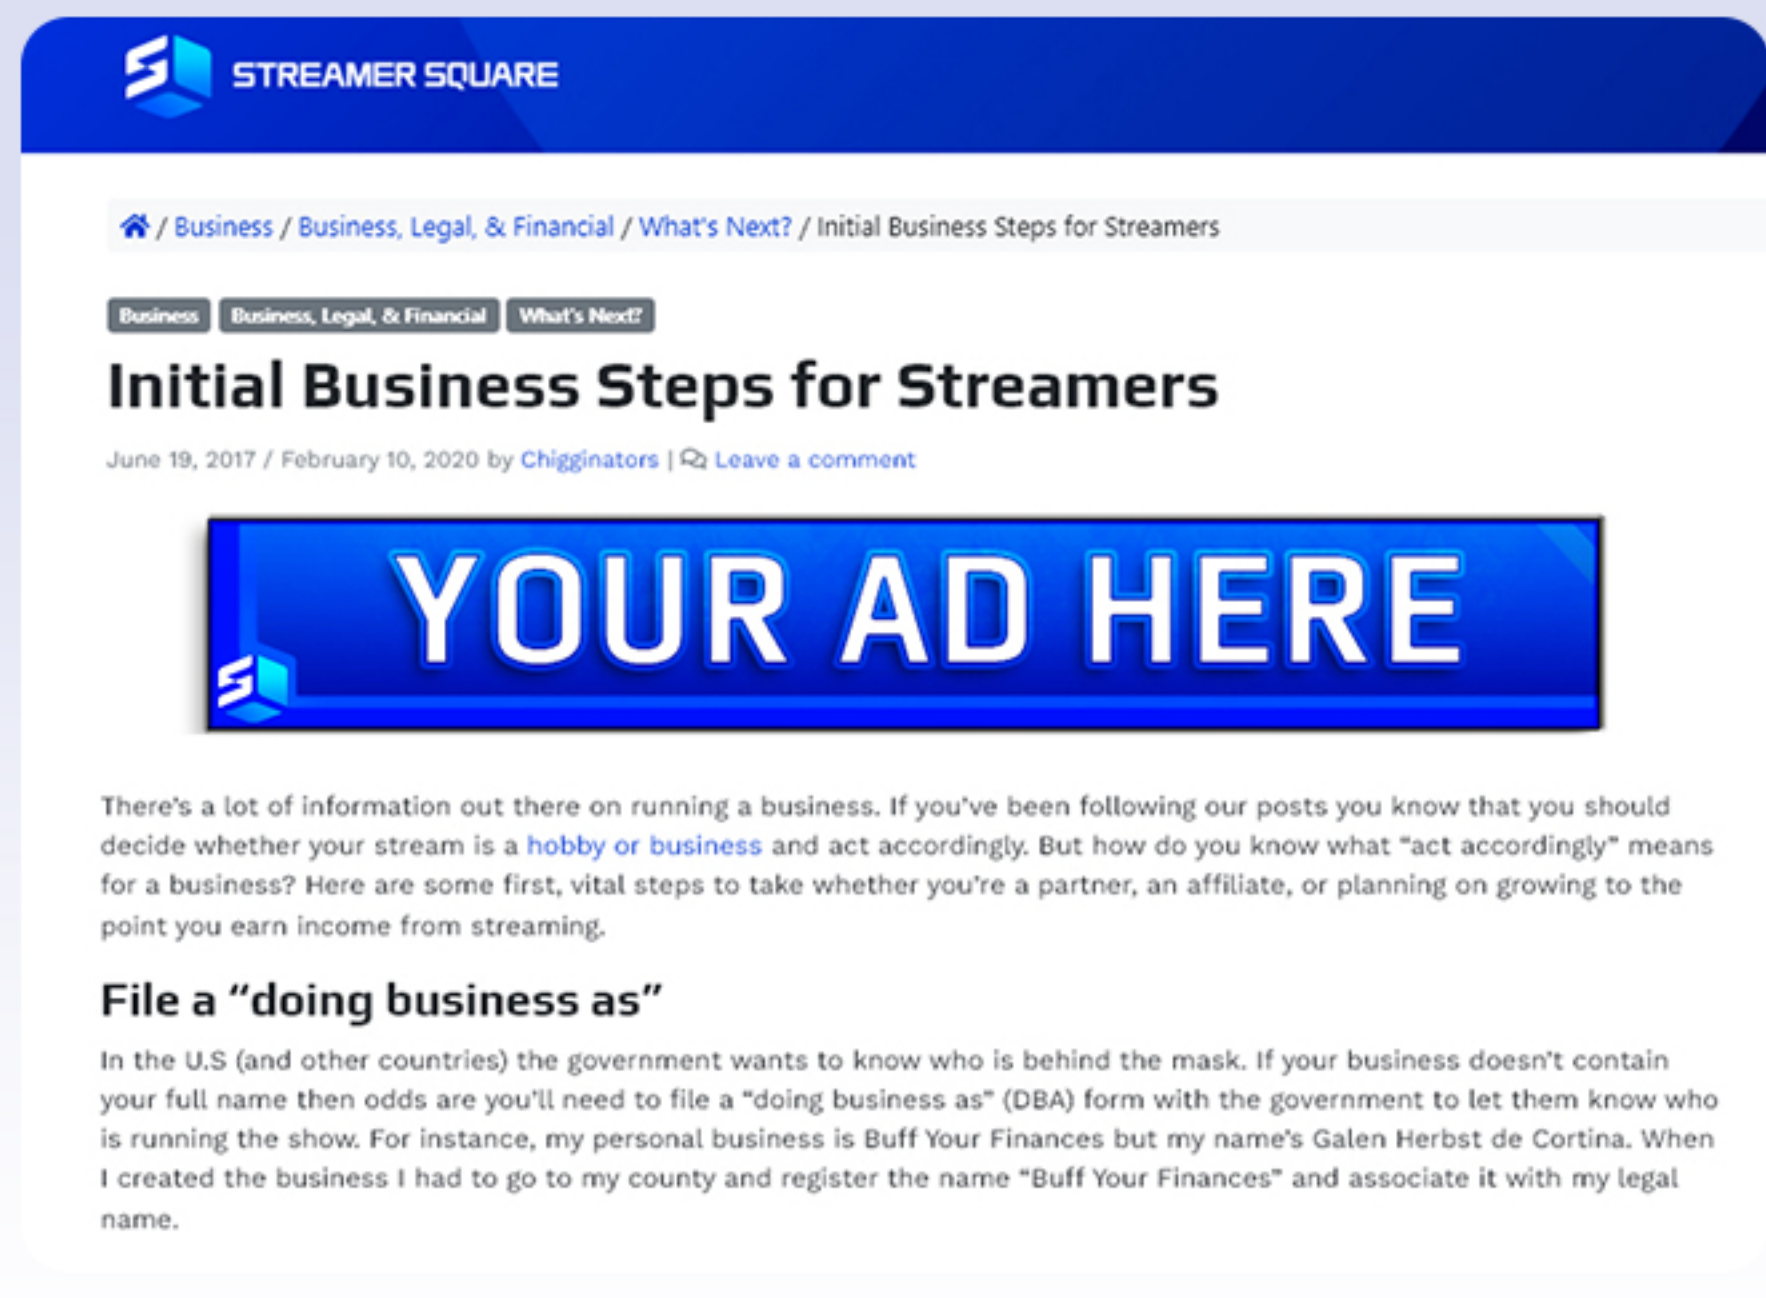 STREAMER SQUARE
/ Business / Business, Legal, & Financial / What's Next? / Initial Business Steps for Streamers
Business Business, Legal, & Financial What's Next?
Initial Business Steps for Streamers
June 19, 2017 / February 10, 2020 by Chigginators | Leave a comment
YOUR AD HERE
There's a lot of information out there on running a business. If you've been following our posts you know that you should
decide whether your stream is a hobby or business and act accordingly. But how do you know what "act accordingly" means
for a business? Here are some first, vital steps to take whether you're a partner, an affiliate, or planning on growing to the
point you earn income from streaming.
File a “doing business as”
In the U.S (and other countries) the government wants to know who is behind the mask. If your business doesn't contain
your full name then odds are you'll need to file a "doing business as" (DBA) form with the government to let them know who
is running the show. For instance, my personal business is Buff Your Finances but my name's Galen Herbst de Cortina. When
I created the business I had to go to my county and register the name "Buff Your Finances" and associate it with my legal
name.